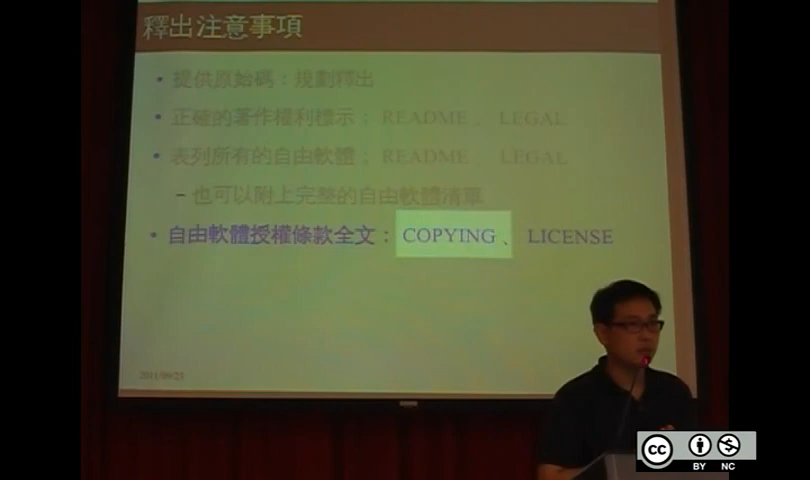 釋出注意事項
• 提供原始碼：規劃釋出
• 正確的著作權利標示：README、LEGAL
• 表列所有的自由軟體：README、LEGAL
– 也可以附上完整的自由軟體清單
• 自由軟體授權條款全文：COPYING、LICENSE
2011/09/23
cc
BY NC